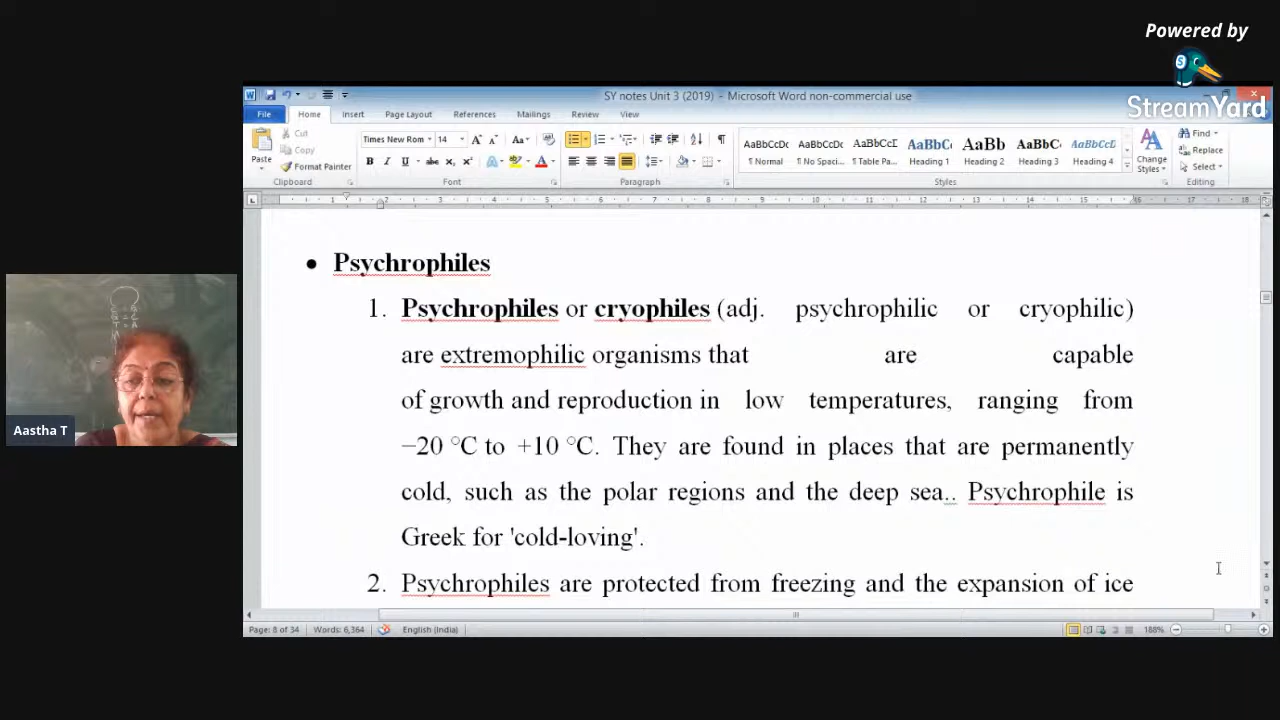 Powered by
StreamYard
SY notes Unit 3 (2019) - Microsoft Word non-commercial use
File Home Insert Page Layout References Mailings Review View
Cut
Copy
Format Painter
Paste
Clipboard
Times New Rom 14
Font
Paragraph
AaBbCcDc AaBbCcDc AaBbCcD AaBbC AaBb AaBbC AaBbCcD
¶ Normal ¶ No Spaci... ¶ Table Pa... Heading 1 Heading 2 Heading 3 Heading 4
Styles
Change Styles
Find
Replace
Select
Editing
• Psychrophiles
1. Psychrophiles or cryophiles (adj. psychrophilic or cryophilic)
are extremophilic organisms that are capable
of growth and reproduction in low temperatures, ranging from
−20 °C to +10 °C. They are found in places that are permanently
cold, such as the polar regions and the deep sea.. Psychrophile is
Greek for 'cold-loving'.
2. Psychrophiles are protected from freezing and the expansion of ice
Aastha T
Page: 8 of 34 Words: 6,364 English (India) 188%